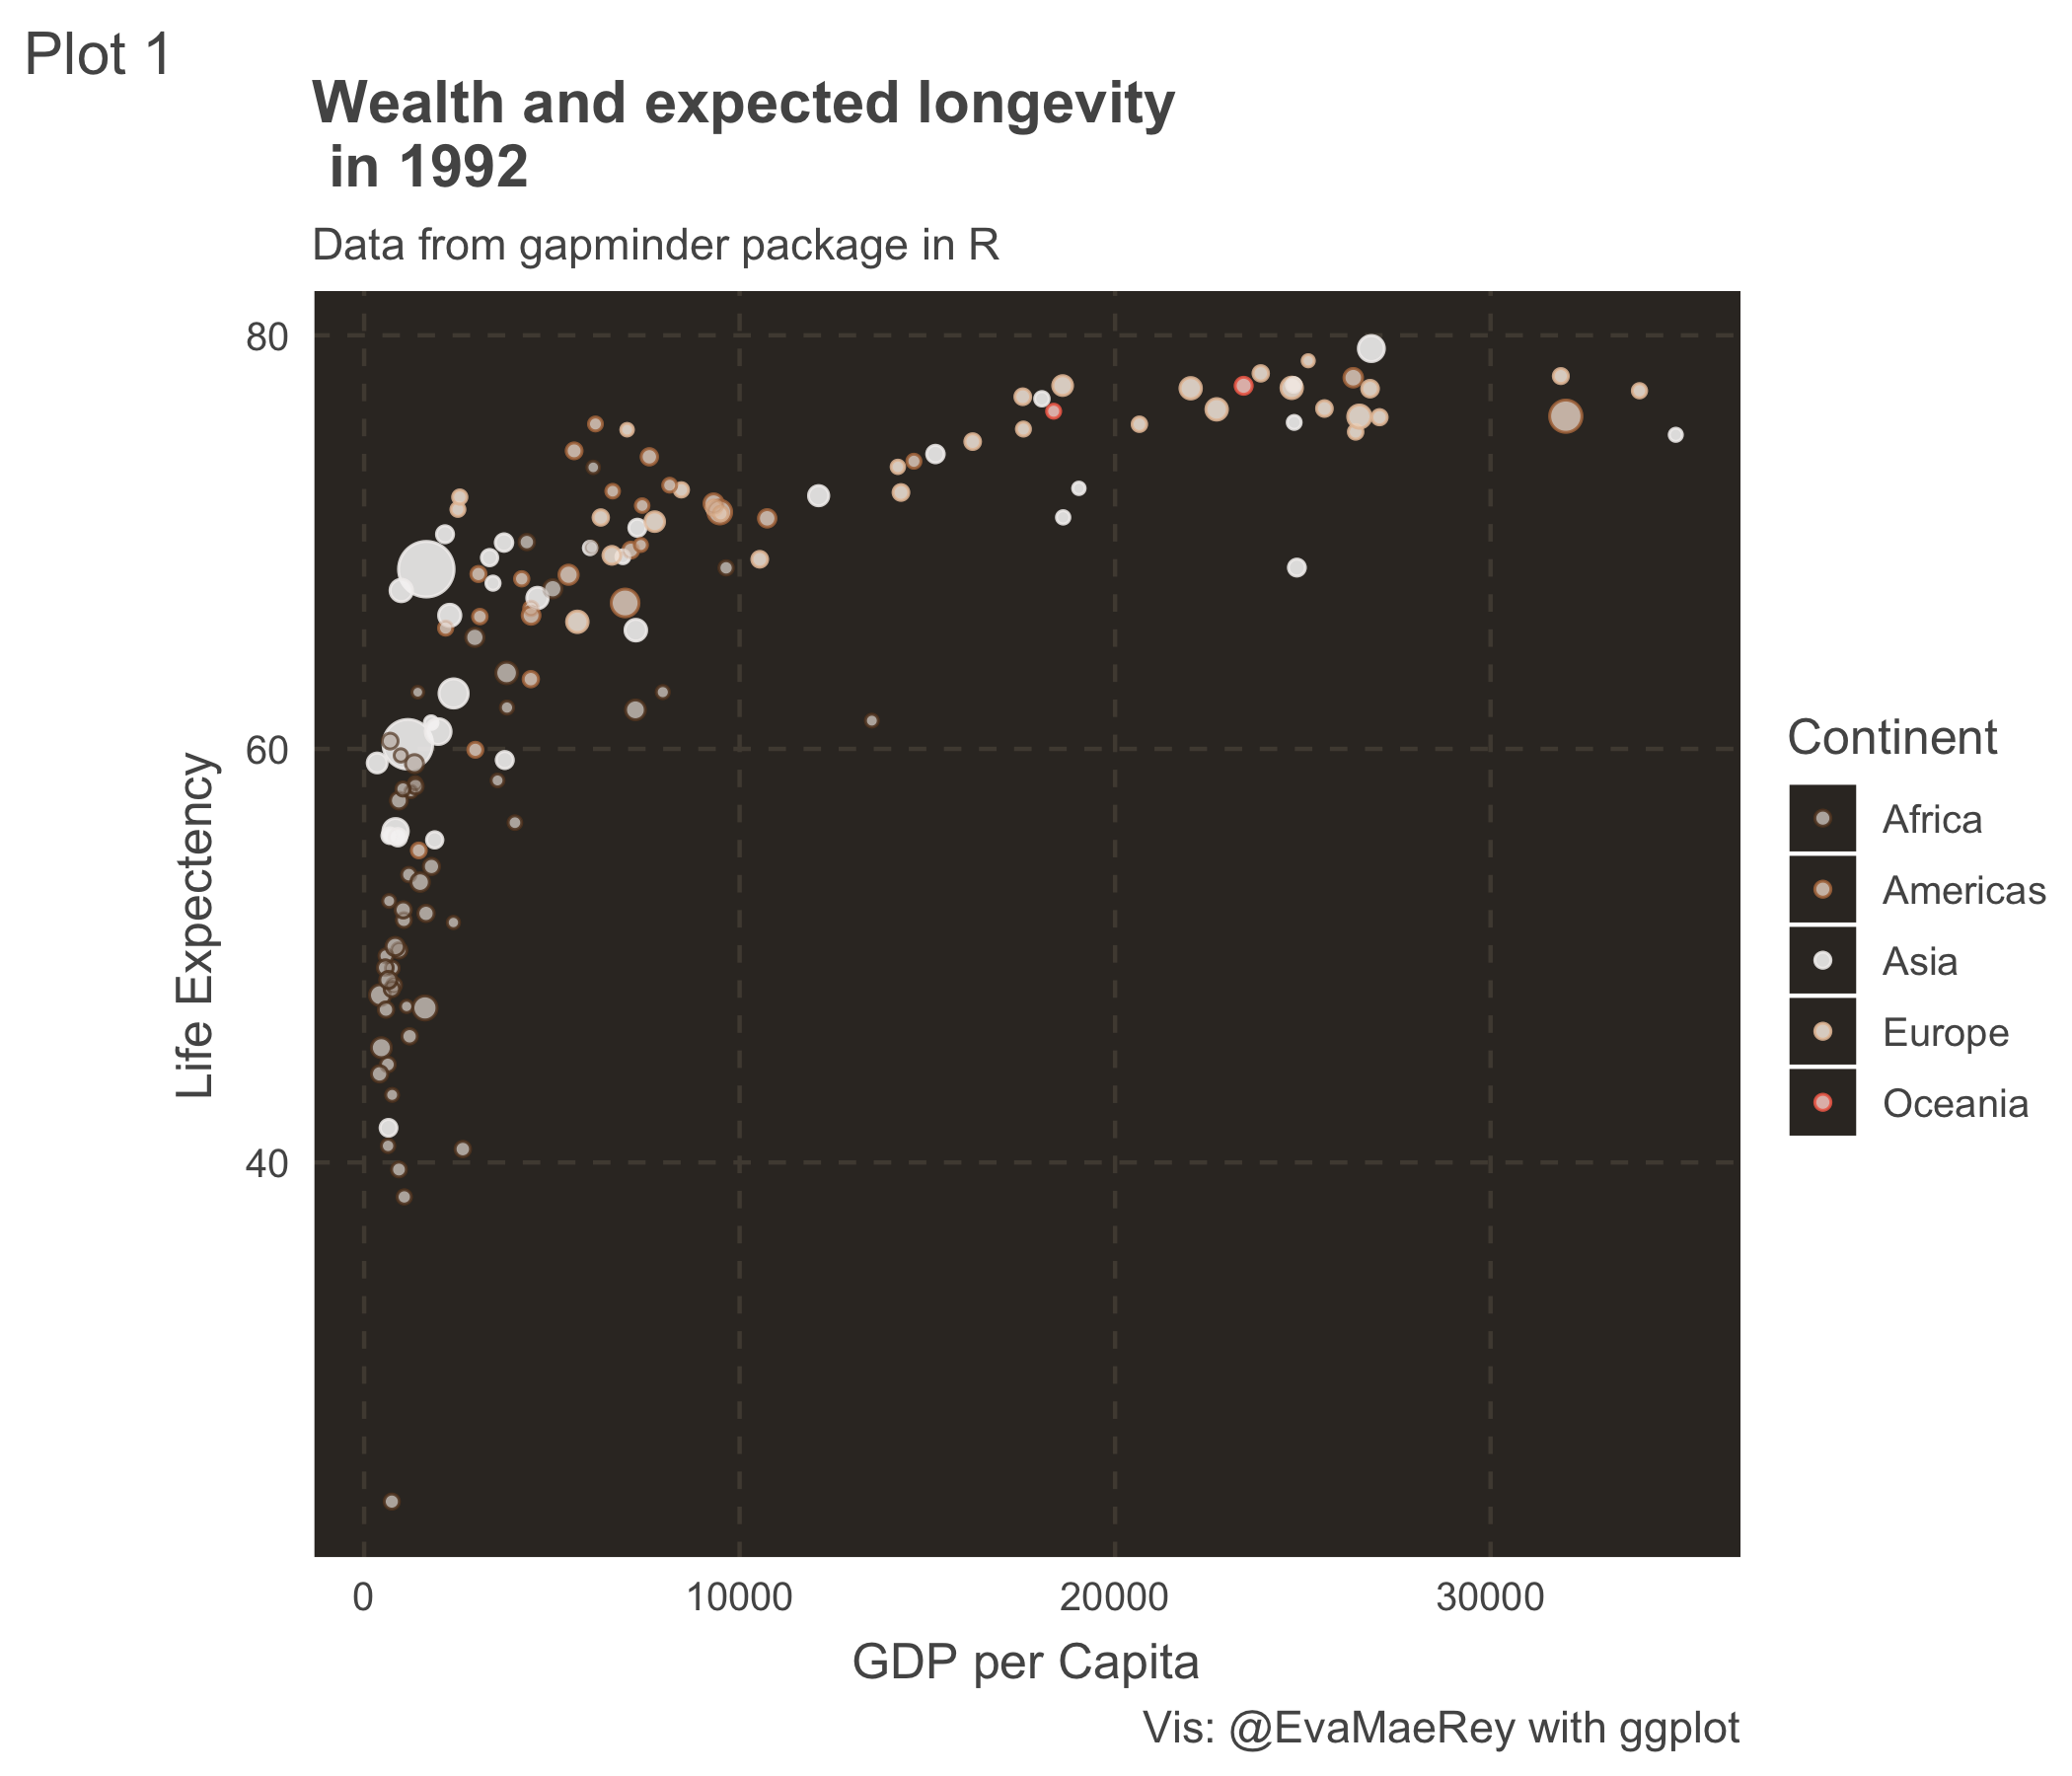 Plot 1
Wealth and expected longevity
in 1992
Data from gapminder package in R
80
60
40
Life Expectency
0 10000 20000 30000
GDP per Capita
Continent
Africa
Americas
Asia
Europe
Oceania
Vis: @EvaMaeRey with ggplot